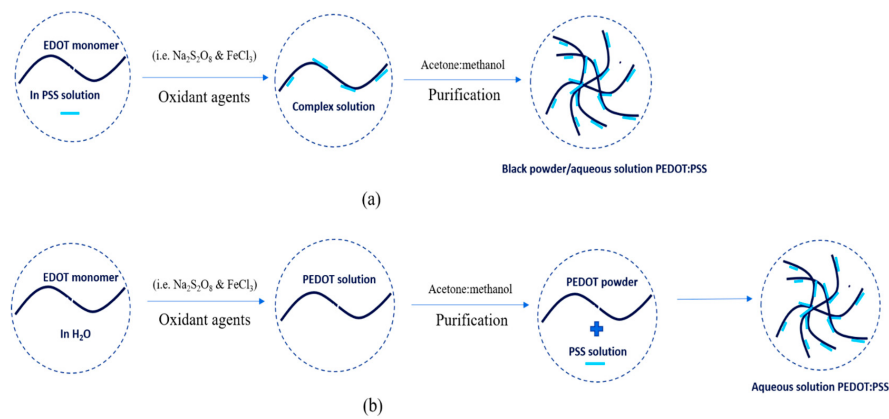 EDOT monomer
In PSS solution
(i.e. Na₂S₂O₈ & FeCl₃)
Oxidant agents
Complex solution
Acetone:methanol
Purification
Black powder/aqueous solution PEDOT:PSS
(a)
EDOT monomer
In H₂O
(i.e. Na₂S₂O₈ & FeCl₃)
Oxidant agents
PEDOT solution
Acetone:methanol
Purification
PEDOT powder
PSS solution
Aqueous solution PEDOT:PSS
(b)